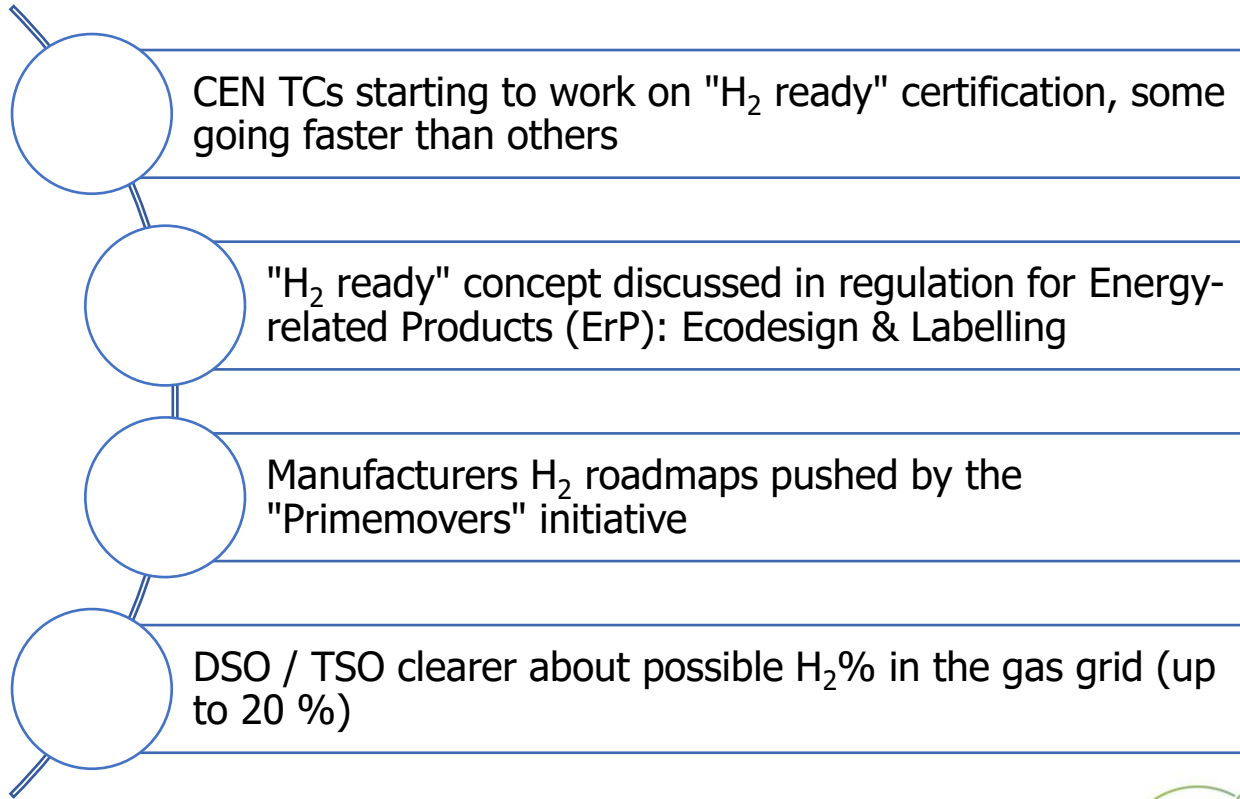 CEN TCs starting to work on "H₂ ready" certification, some
going faster than others
"H₂ ready" concept discussed in regulation for Energy-
related Products (ErP): Ecodesign & Labelling
Manufacturers H₂ roadmaps pushed by the
"Primemovers" initiative
DSO / TSO clearer about possible H₂% in the gas grid (up
to 20 %)